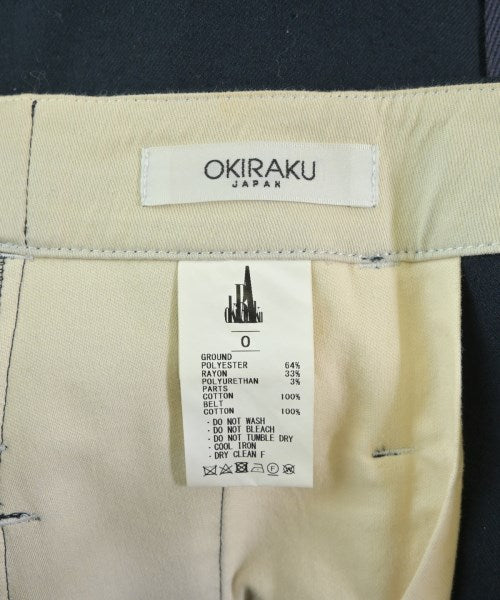 OKIRAKU
JAPAN
0
GROUND
POLYESTER 64%
RAYON 33%
POLYURETHAN 3%
PARTS
COTTON 100%
BELT
COTTON 100%
· DO NOT WASH
· DO NOT BLEACH
· DO NOT TUMBLE DRY
· COOL IRON
· DRY CLEAN F